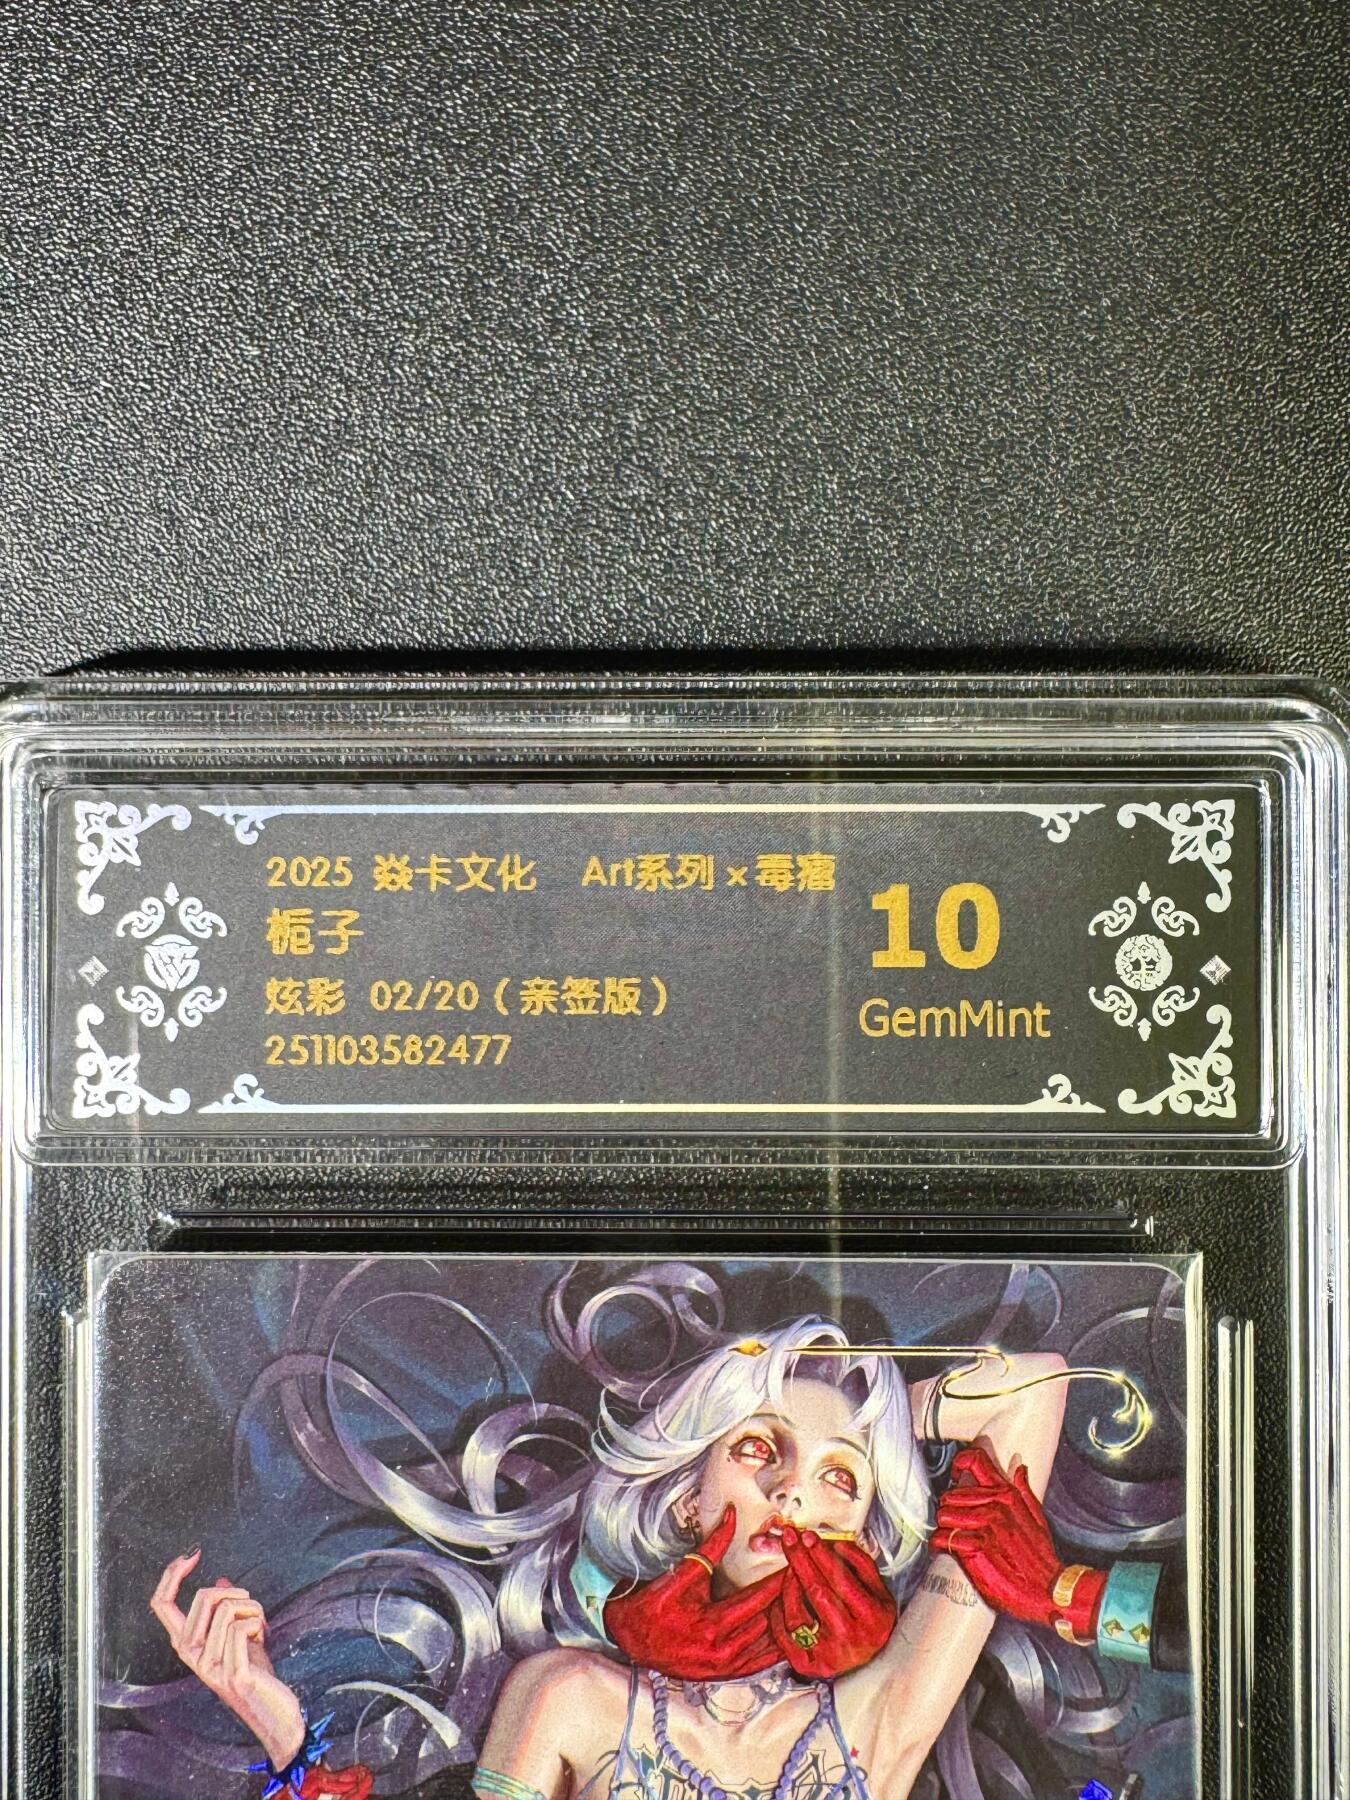 2025 焱卡文化 Art系列 x 毒瘤
栀子
炫彩 02/20（亲签版）
251103582477
10
GemMint